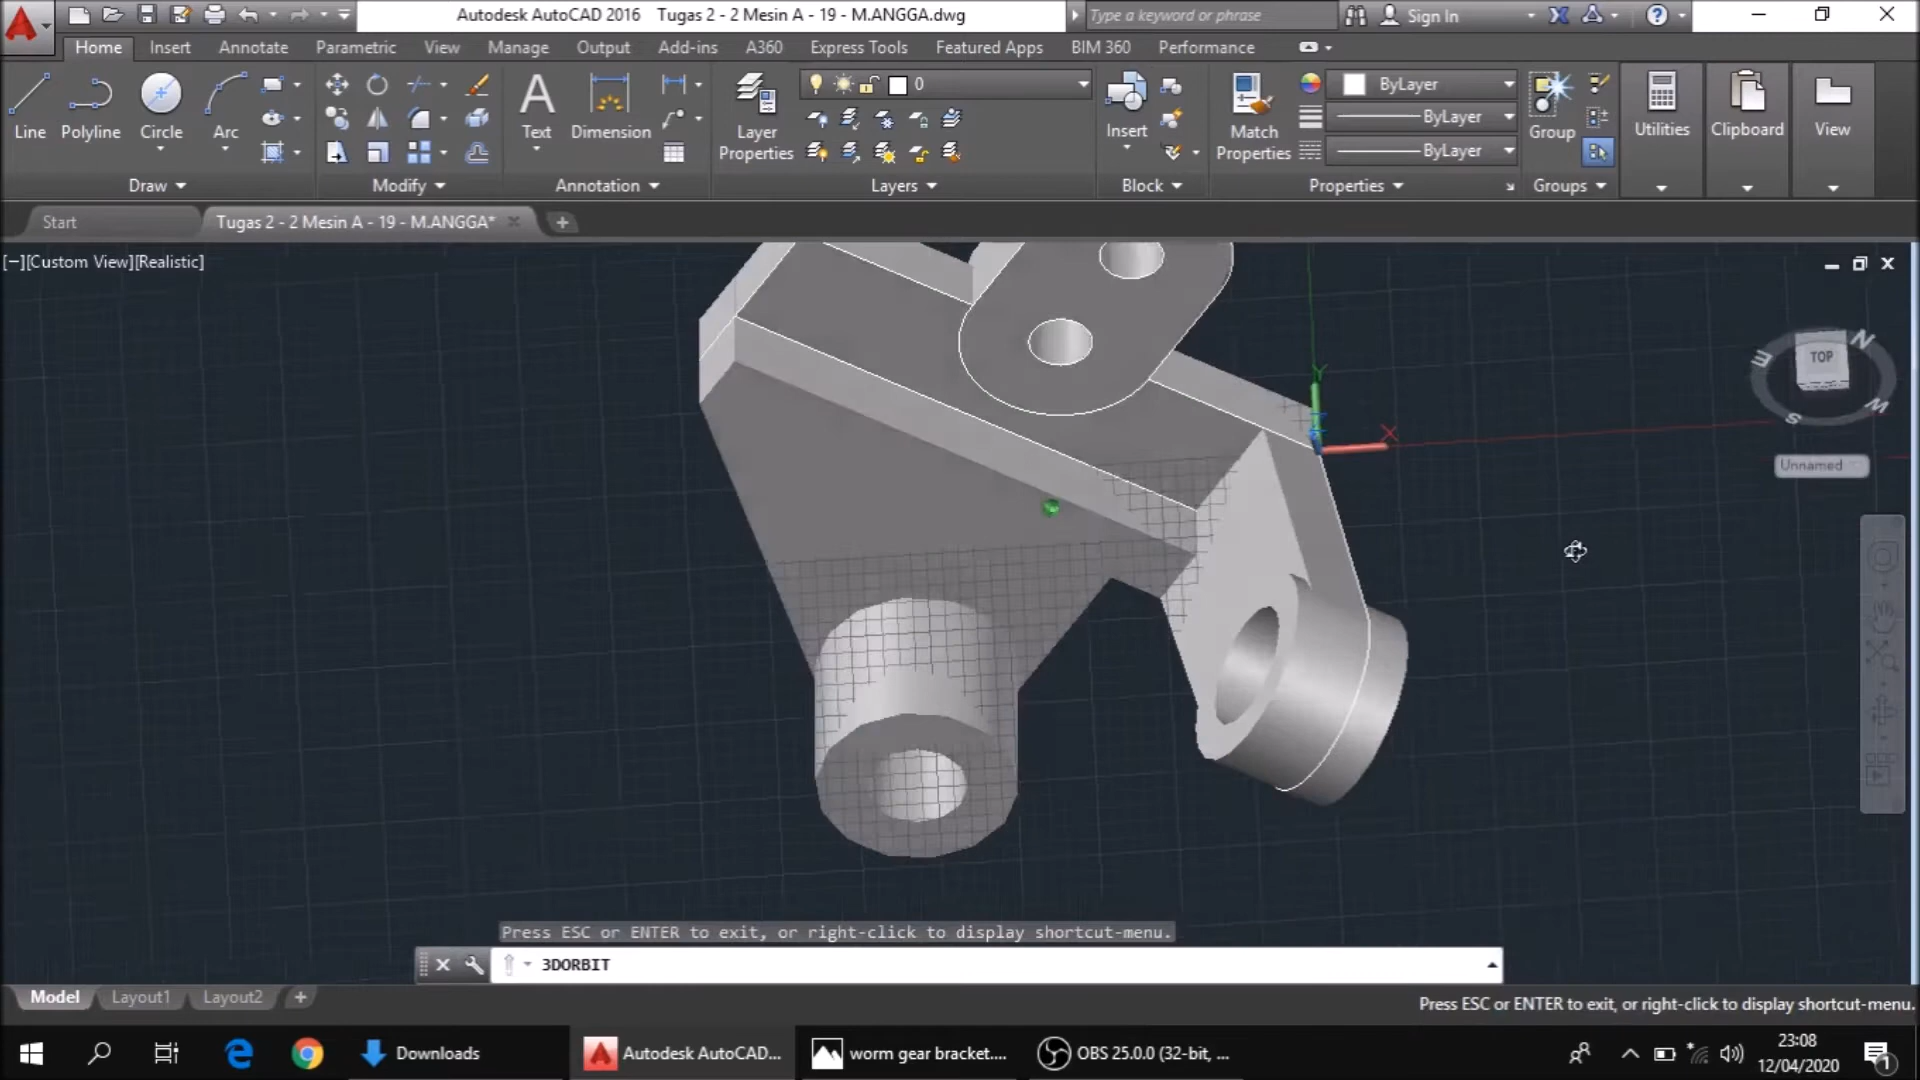 Autodesk AutoCAD 2016 Tugas 2 - 2 Mesin A - 19 - M.ANGGA.dwg
Type a keyword or phrase
Sign In
Home Insert Annotate Parametric View Manage Output Add-ins A360 Express Tools Featured Apps BIM 360 Performance
0
ByLayer
ByLayer
ByLayer
Line Polyline Circle Arc
Text Dimension
Layer
Properties
Insert
Match
Properties
Group
Utilities Clipboard View
Draw Modify Annotation Layers Block Properties Groups
Start Tugas 2 - 2 Mesin A - 19 - M.ANGGA*
[−][Custom View][Realistic]
N
E
TOP
W
S
Y
X
Unnamed
Press ESC or ENTER to exit, or right-click to display shortcut-menu.
3DORBIT
Model Layout1 Layout2
Press ESC or ENTER to exit, or right-click to display shortcut-menu.
Downloads
Autodesk AutoCAD...
worm gear bracket....
OBS 25.0.0 (32-bit, ...
23:08
12/04/2020
1